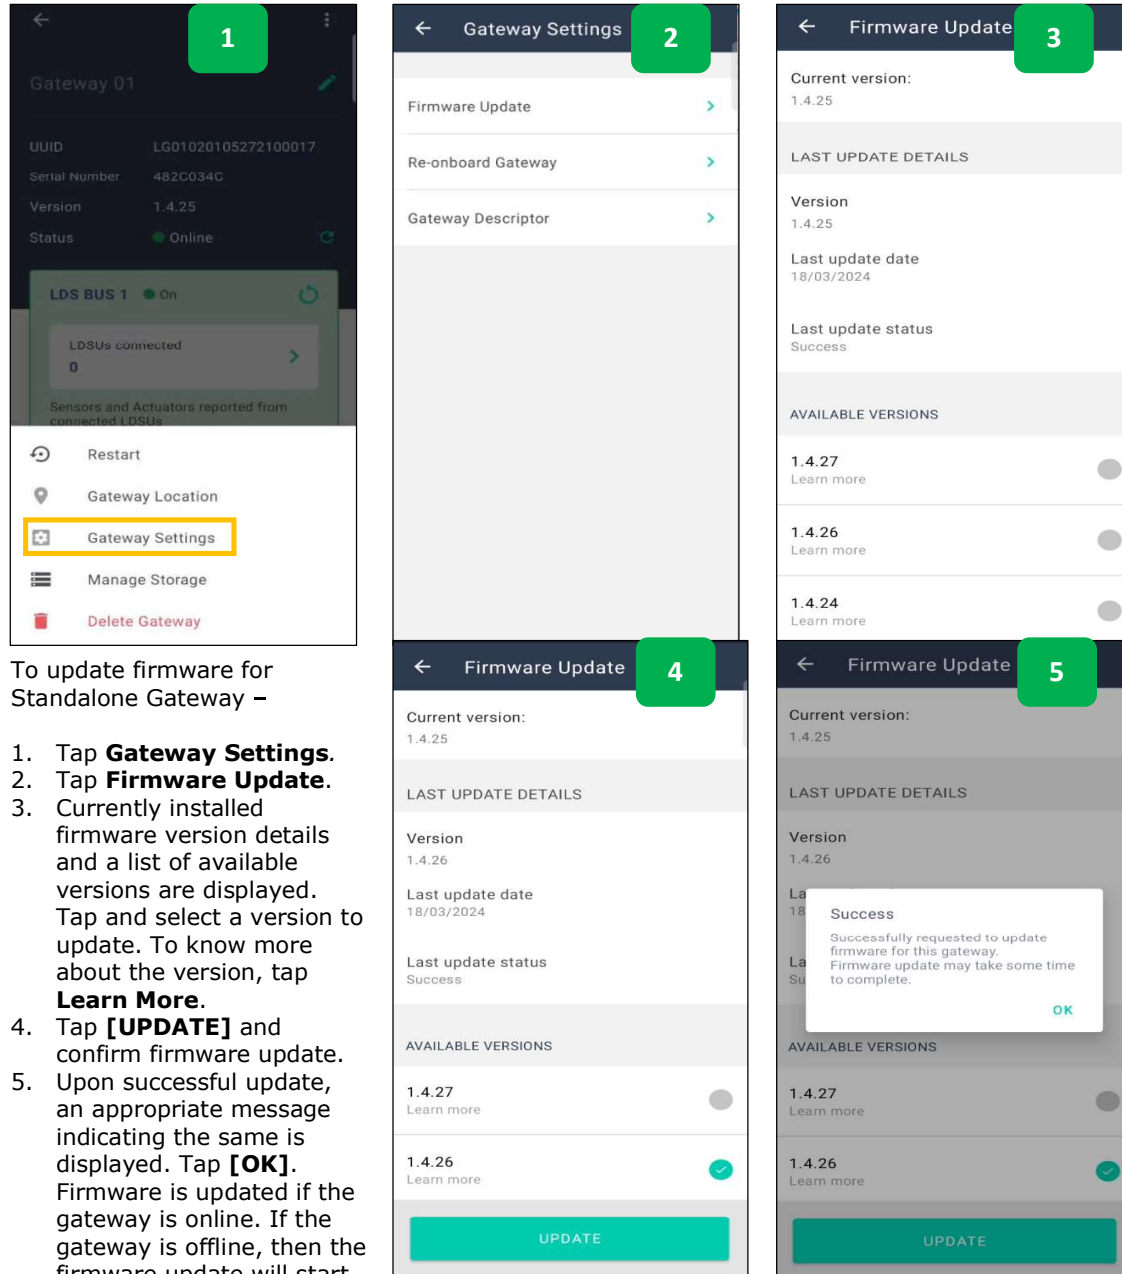 1
Gateway 01
UUID LG01020105272100017
Serial Number 482C034C
Version 1.4.25
Status Online
LDS BUS 1 On
LDSUs connected
0
Sensors and Actuators reported from
connected LDSUs
Restart
Gateway Location
Gateway Settings
Manage Storage
Delete Gateway
Gateway Settings
2
Firmware Update
Re-onboard Gateway
Gateway Descriptor
Firmware Update
3
Current version:
1.4.25
LAST UPDATE DETAILS
Version
1.4.25
Last update date
18/03/2024
Last update status
Success
AVAILABLE VERSIONS
1.4.27
Learn more
1.4.26
Learn more
1.4.24
Learn more
To update firmware for
Standalone Gateway –
1. Tap Gateway Settings.
2. Tap Firmware Update.
3. Currently installed
firmware version details
and a list of available
versions are displayed.
Tap and select a version to
update. To know more
about the version, tap
Learn More.
4. Tap [UPDATE] and
confirm firmware update.
5. Upon successful update,
an appropriate message
indicating the same is
displayed. Tap [OK].
Firmware is updated if the
gateway is online. If the
gateway is offline, then the
firmware update will start
Firmware Update
4
Current version:
1.4.25
LAST UPDATE DETAILS
Version
1.4.26
Last update date
18/03/2024
Last update status
Success
AVAILABLE VERSIONS
1.4.27
Learn more
1.4.26
Learn more
UPDATE
Firmware Update
5
Current version:
1.4.25
LAST UPDATE DETAILS
Version
1.4.26
La
18
Success
Successfully requested to update
firmware for this gateway.
Firmware update may take some time
to complete.
La
Su
OK
AVAILABLE VERSIONS
1.4.27
Learn more
1.4.26
Learn more
UPDATE